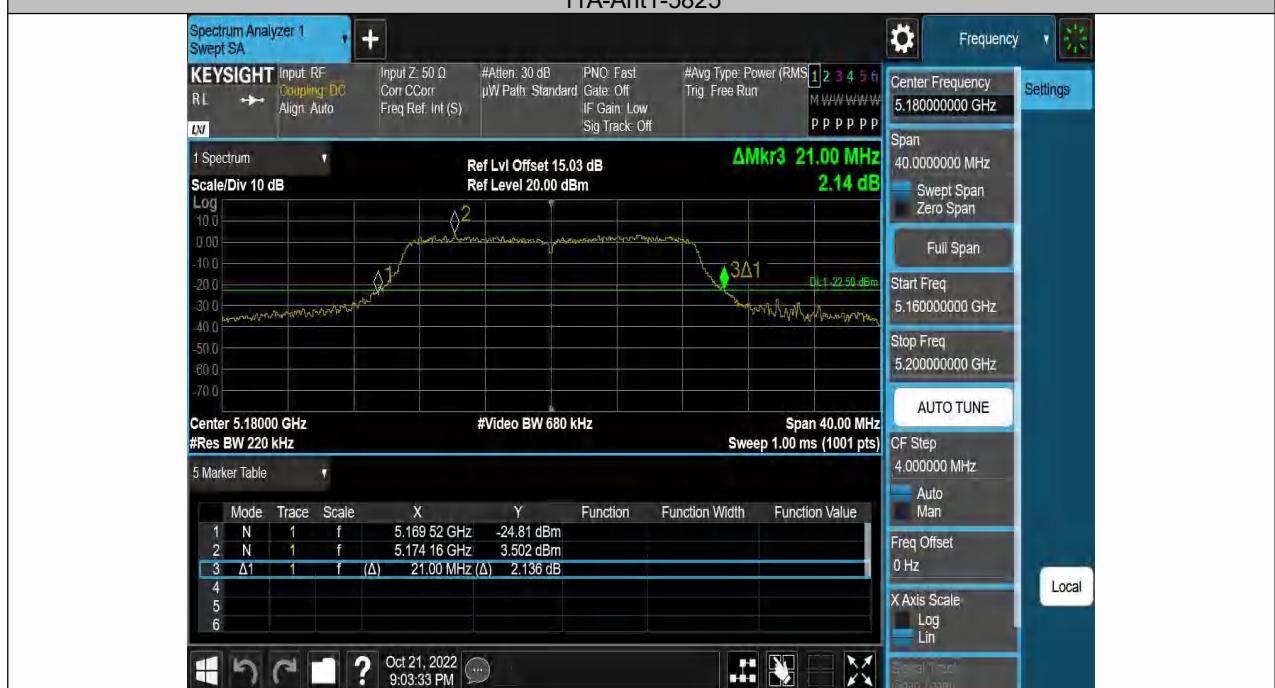 11A-Ant1-5825
Spectrum Analyzer 1
Swept SA
+
Frequency
KEYSIGHT
RL
LXI
Input: RF
Coupling: DC
Align: Auto
Input Z: 50 Ω
Corr CCorr
Freq Ref: Int (S)
#Atten: 30 dB
µW Path: Standard
PNO: Fast
Gate: Off
IF Gain: Low
Sig Track: Off
#Avg Type: Power (RMS
Trig: Free Run
1 2 3 4 5 6
M W W W W W
P P P P P P
Center Frequency
5.180000000 GHz
Settings
1 Spectrum
Scale/Div 10 dB
Ref Lvl Offset 15.03 dB
Ref Level 20.00 dBm
ΔMkr3 21.00 MHz
2.14 dB
Span
40.0000000 MHz
Swept Span
Zero Span
Full Span
Start Freq
5.160000000 GHz
Stop Freq
5.200000000 GHz
AUTO TUNE
CF Step
4.000000 MHz
Auto
Man
Freq Offset
0 Hz
X Axis Scale
Log
Lin
Local
Log
10.0
0.00
-10.0
-20.0
-30.0
-40.0
-50.0
-60.0
-70.0
1
2
3Δ1
DL1 -22.50 dBm
Center 5.18000 GHz
#Video BW 680 kHz
Span 40.00 MHz
#Res BW 220 kHz
Sweep 1.00 ms (1001 pts)
5 Marker Table
Mode Trace Scale X Y Function Function Width Function Value
1 N 1 f 5.169 52 GHz -24.81 dBm
2 N 1 f 5.174 16 GHz 3.502 dBm
3 Δ1 1 f (Δ) 21.00 MHz (Δ) 2.136 dB
4
5
6
?
Oct 21, 2022
9:03:33 PM